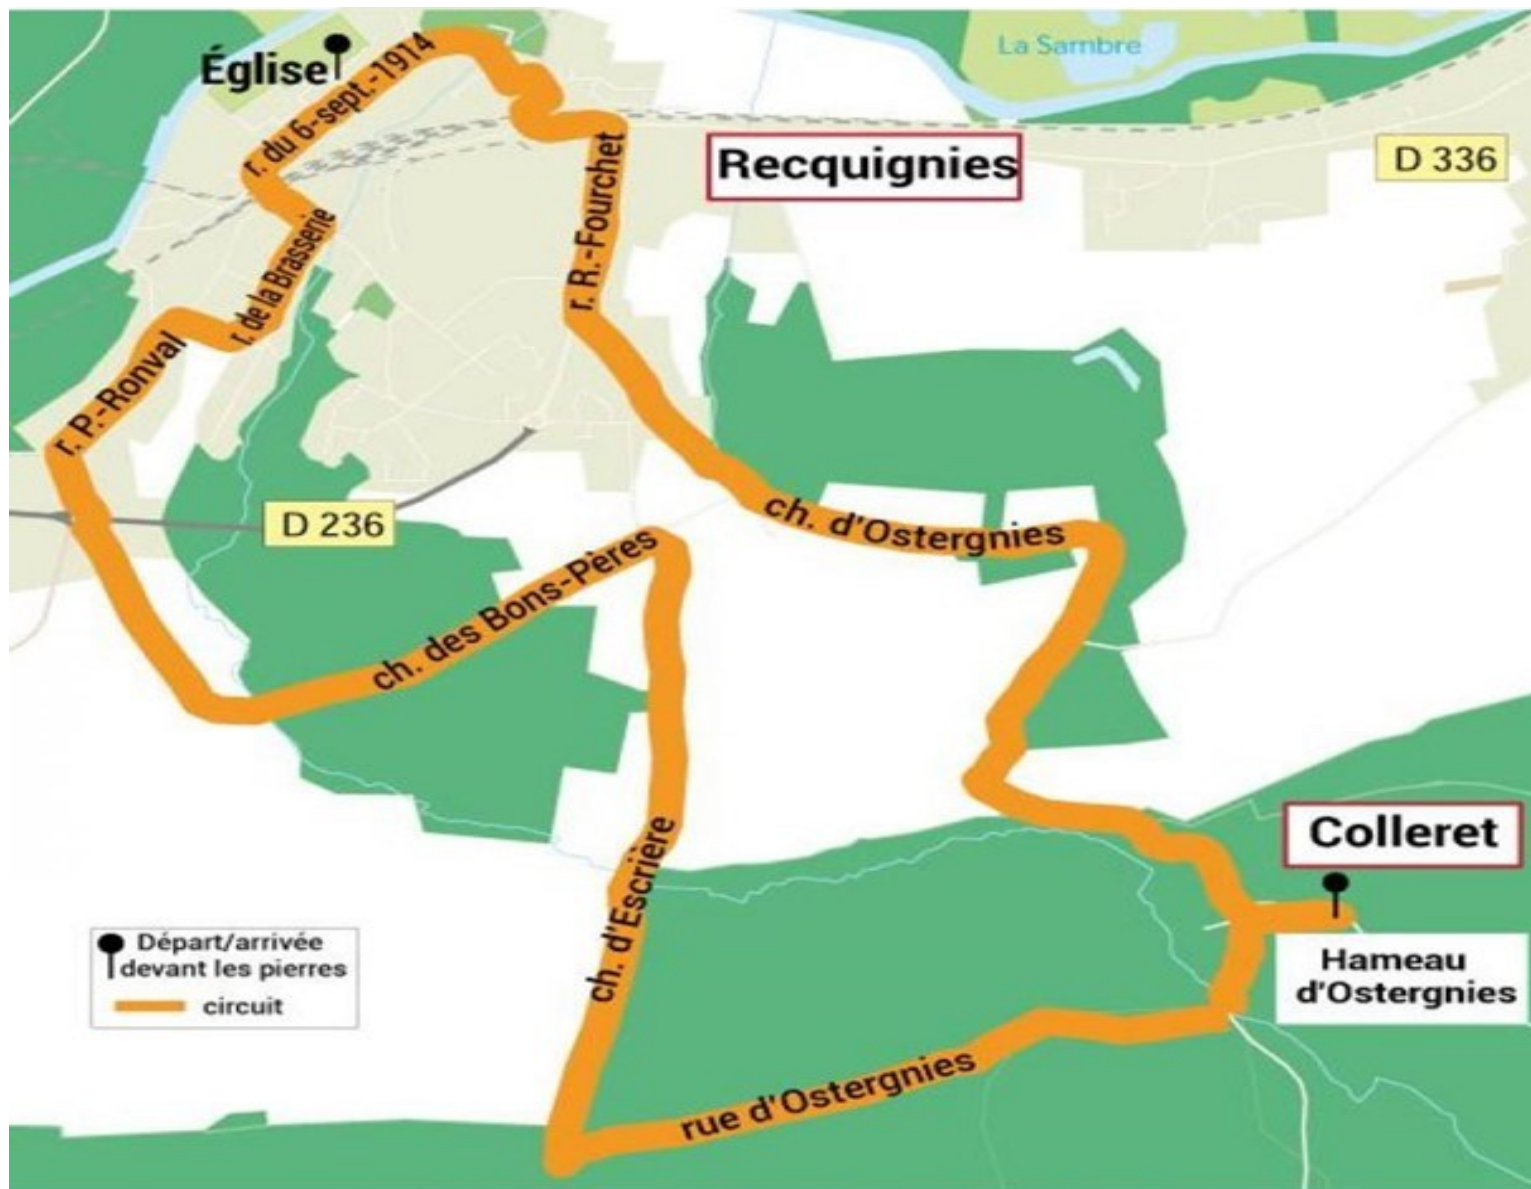 La Sambre
Église
r. du 6-sept.-1914
Recquignies
D 336
r. R.-Fourchet
r. de la Brasserie
r. P.-Ronval
D 236
ch. d'Ostergnies
ch. des Bons-Pères
Colleret
ch. d'Escrière
Départ/arrivée
devant les pierres
circuit
Hameau
d'Ostergnies
rue d'Ostergnies